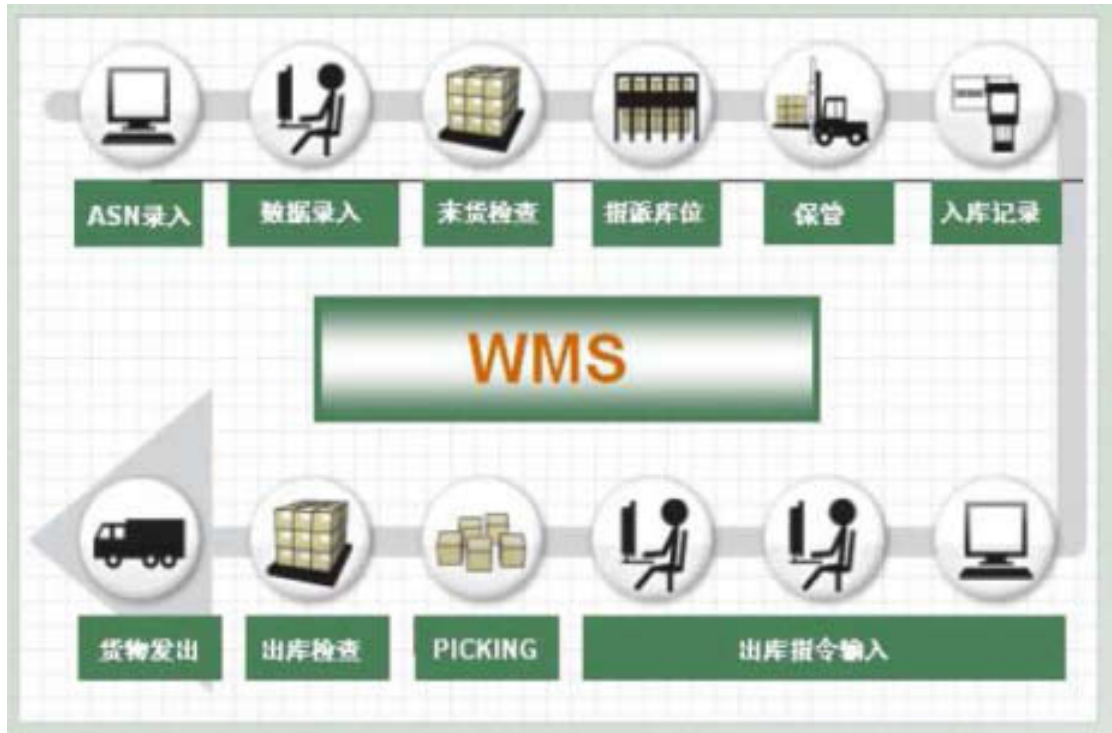 ASN录入
数据录入
来货检查
指派库位
保管
入库记录
WMS
货物发出
出库检查
PICKING
出库指令输入